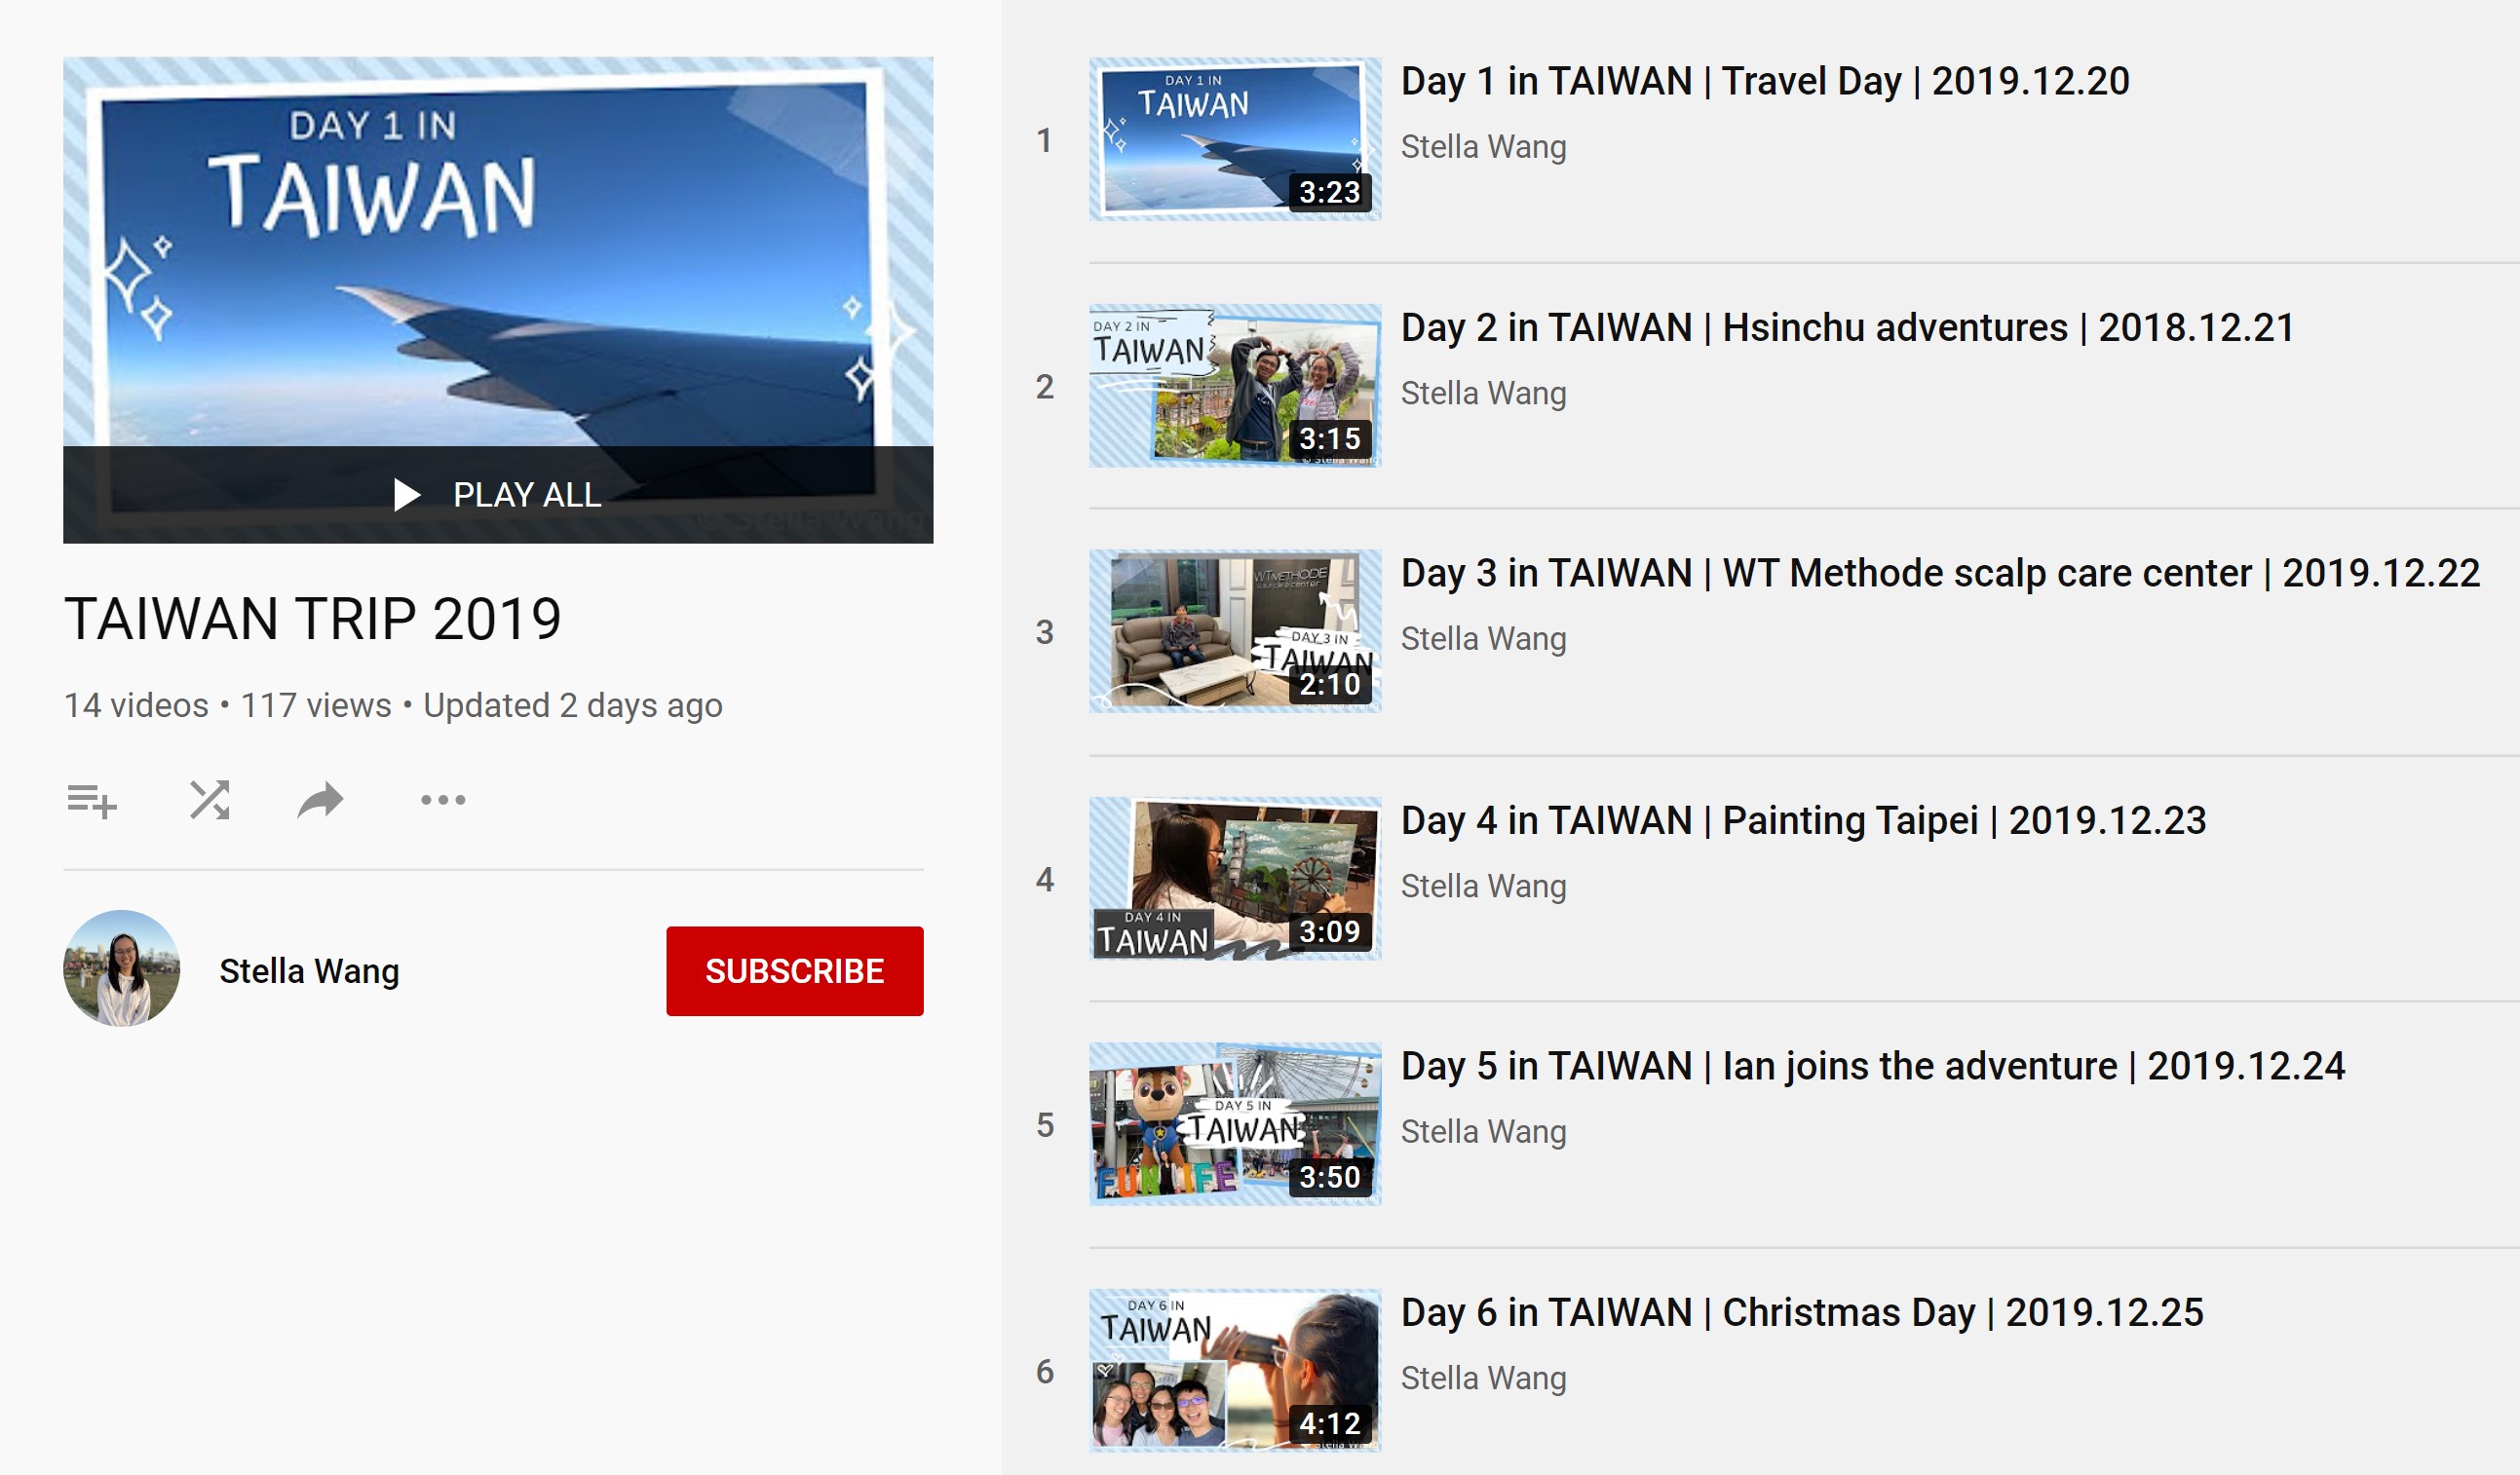 DAY 1 IN
TAIWAN
PLAY ALL
© Stella Wang
TAIWAN TRIP 2019
14 videos • 117 views • Updated 2 days ago
Stella Wang
SUBSCRIBE
1
DAY 1 IN
TAIWAN
3:23
Day 1 in TAIWAN | Travel Day | 2019.12.20
Stella Wang
2
DAY 2 IN
TAIWAN
3:15
© Stella Wang
Day 2 in TAIWAN | Hsinchu adventures | 2018.12.21
Stella Wang
3
WT METHODE
scalp care center
DAY 3 IN
TAIWAN
2:10
Day 3 in TAIWAN | WT Methode scalp care center | 2019.12.22
Stella Wang
4
DAY 4 IN
TAIWAN
3:09
Day 4 in TAIWAN | Painting Taipei | 2019.12.23
Stella Wang
5
DAY 5 IN
TAIWAN
FUN LIFE
3:50
Day 5 in TAIWAN | Ian joins the adventure | 2019.12.24
Stella Wang
6
DAY 6 IN
TAIWAN
4:12
Day 6 in TAIWAN | Christmas Day | 2019.12.25
Stella Wang